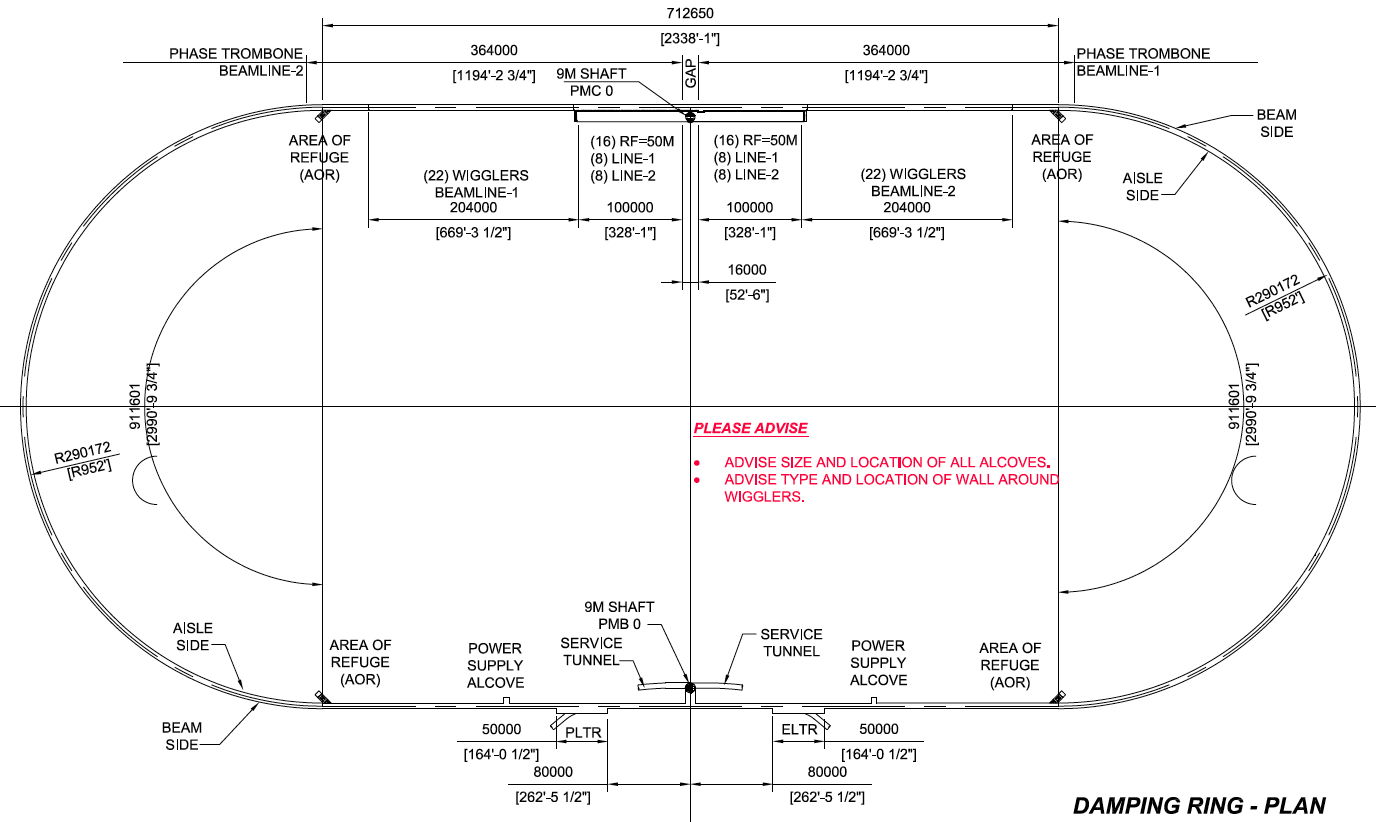 712650
[2338'-1"]
PHASE TROMBONE
BEAMLINE-2
364000
[1194'-2 3/4"]
GAP
364000
[1194'-2 3/4"]
PHASE TROMBONE
BEAMLINE-1
9M SHAFT
PMC 0
BEAM
SIDE
AREA OF
REFUGE
(AOR)
(16) RF=50M
(8) LINE-1
(8) LINE-2
(16) RF=50M
(8) LINE-1
(8) LINE-2
AREA OF
REFUGE
(AOR)
(22) WIGGLERS
BEAMLINE-1
(22) WIGGLERS
BEAMLINE-2
AISLE
SIDE
204000
[669'-3 1/2"]
100000
[328'-1"]
100000
[328'-1"]
204000
[669'-3 1/2"]
16000
[52'-6"]
R290172
[R952']
911601
[2990'-9 3/4"]
911601
[2990'-9 3/4"]
R290172
[R952']
PLEASE ADVISE
• ADVISE SIZE AND LOCATION OF ALL ALCOVES.
• ADVISE TYPE AND LOCATION OF WALL AROUND
WIGGLERS.
9M SHAFT
PMB 0
AISLE
SIDE
AREA OF
REFUGE
(AOR)
POWER
SUPPLY
ALCOVE
SERVICE
TUNNEL
SERVICE
TUNNEL
POWER
SUPPLY
ALCOVE
AREA OF
REFUGE
(AOR)
BEAM
SIDE
50000
[164'-0 1/2"]
PLTR
ELTR
50000
[164'-0 1/2"]
80000
[262'-5 1/2"]
80000
[262'-5 1/2"]
DAMPING RING - PLAN